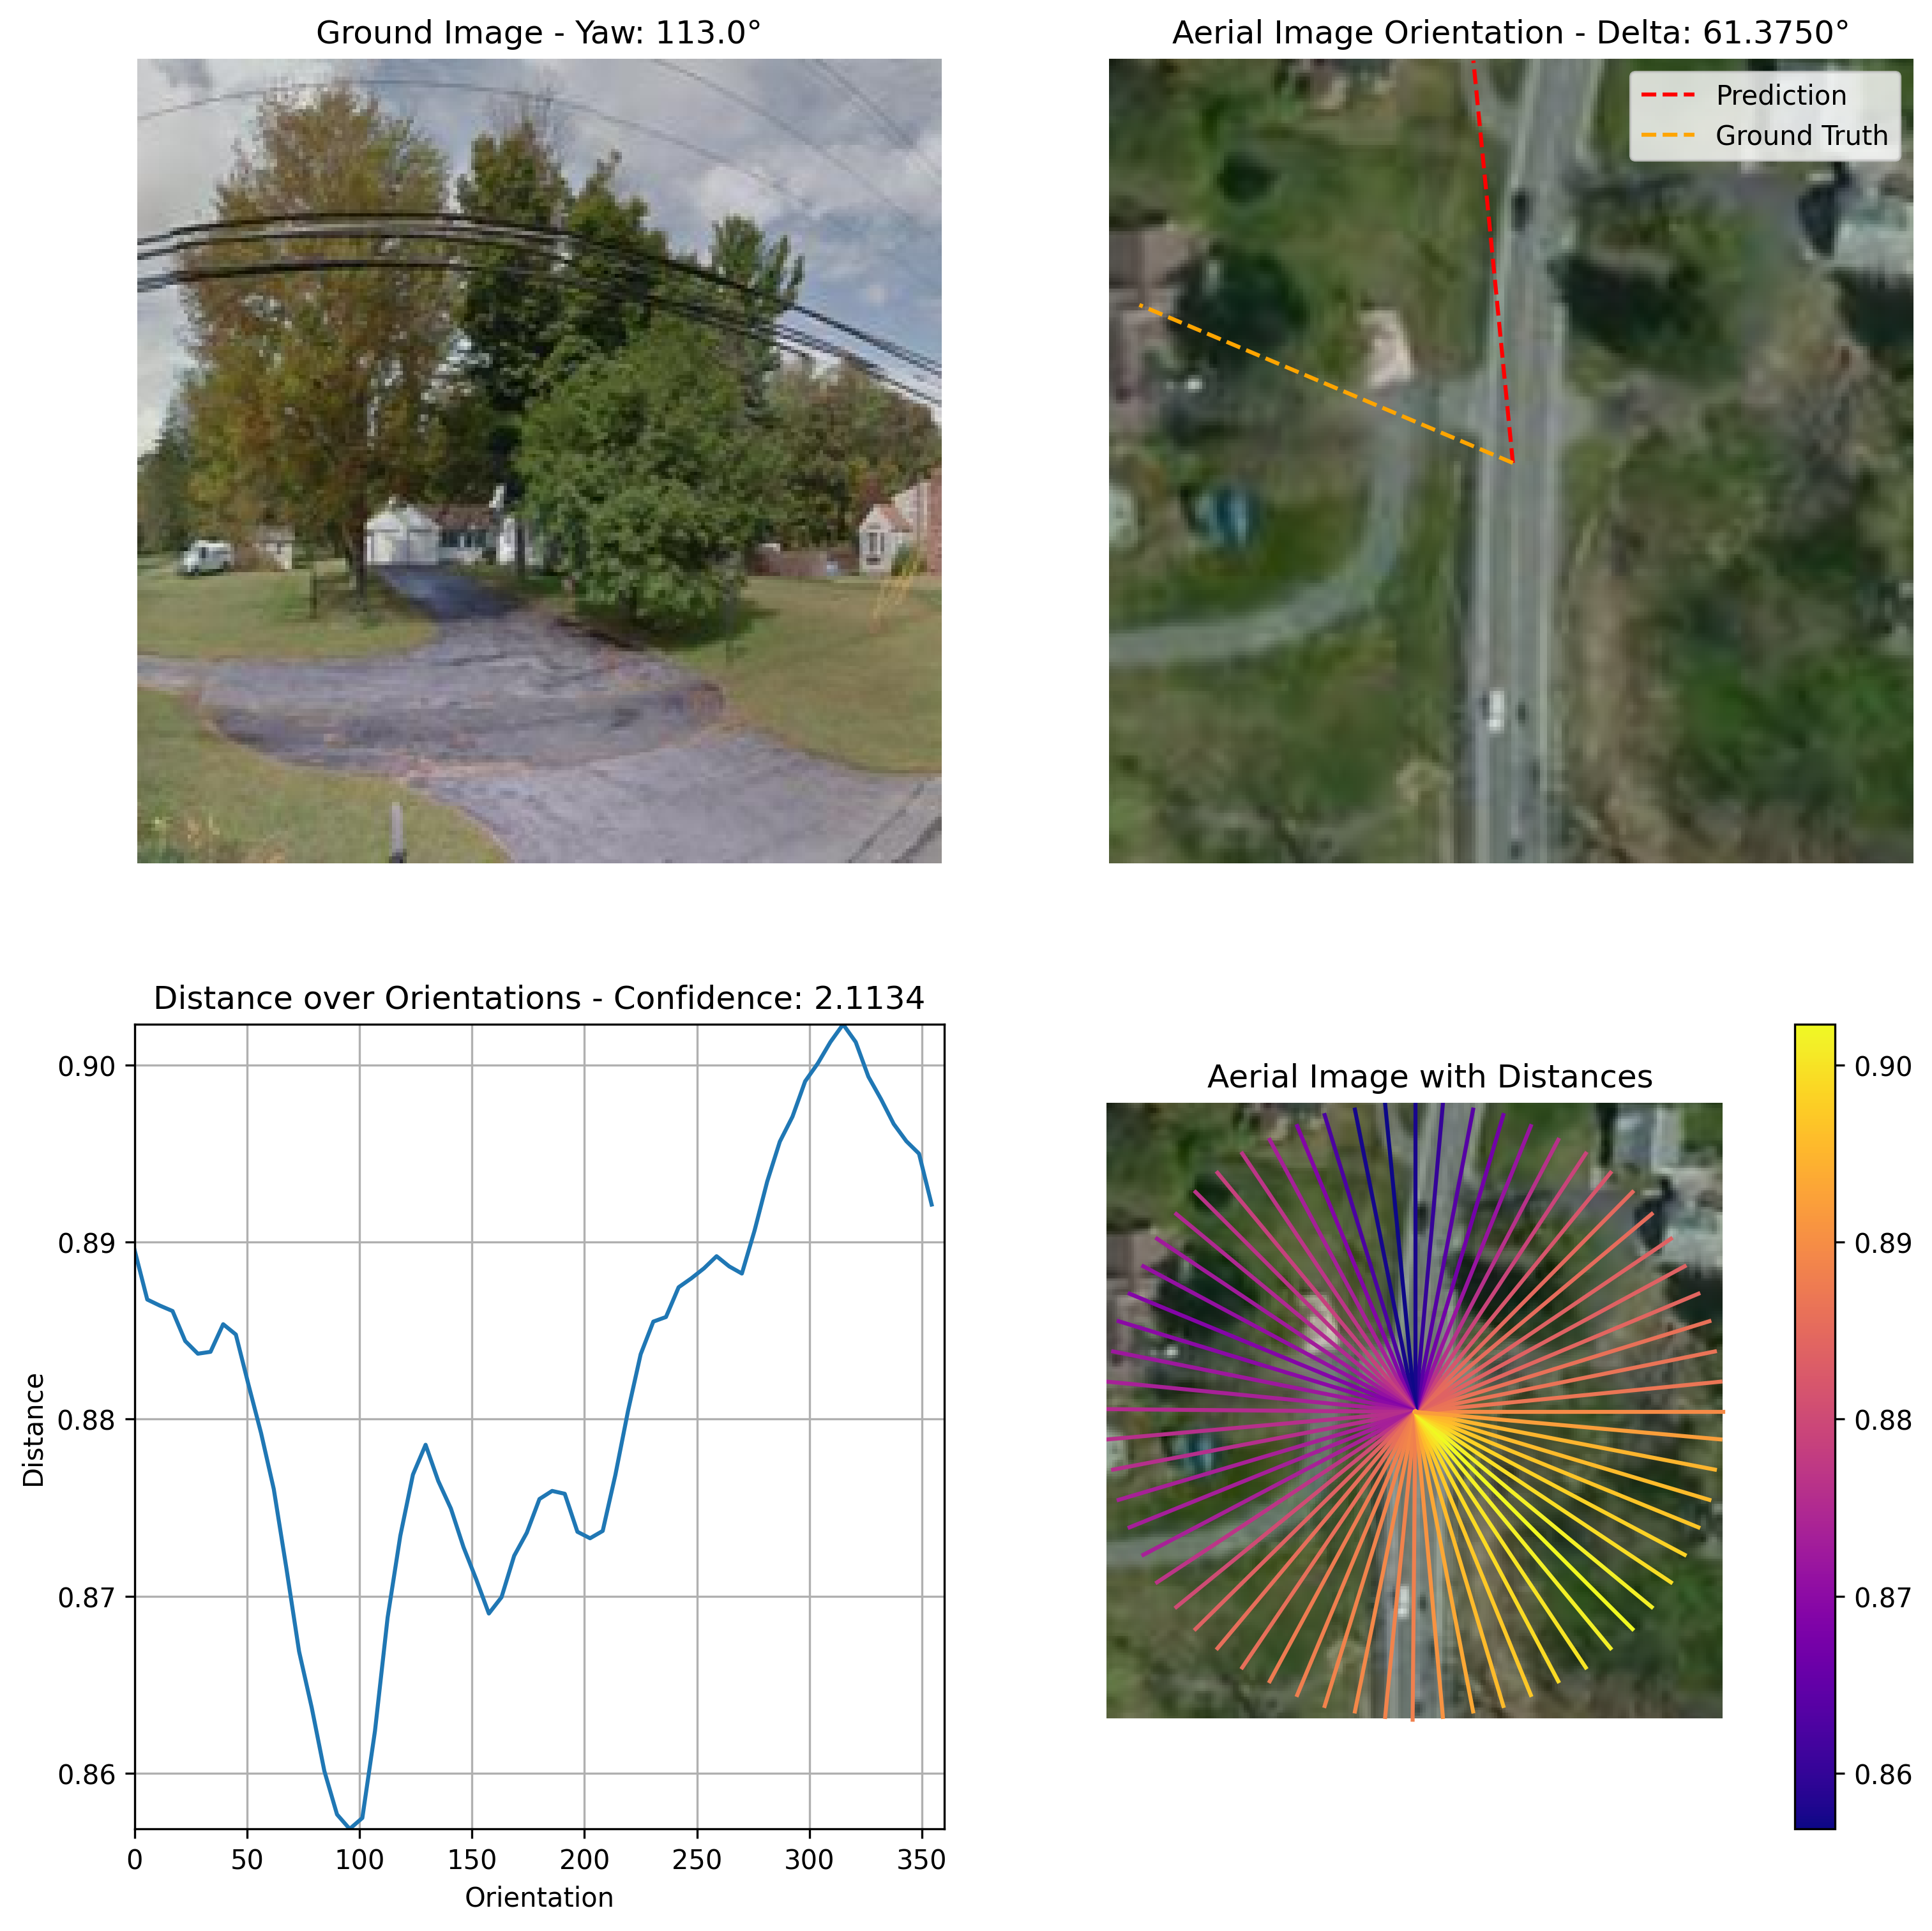 Ground Image - Yaw: 113.0°
Aerial Image Orientation - Delta: 61.3750°
Prediction
Ground Truth
Distance over Orientations - Confidence: 2.1134
0.90
0.89
0.88
0.87
0.86
Distance
0
50
100
150
200
250
300
350
Orientation
Aerial Image with Distances
0.90
0.89
0.88
0.87
0.86